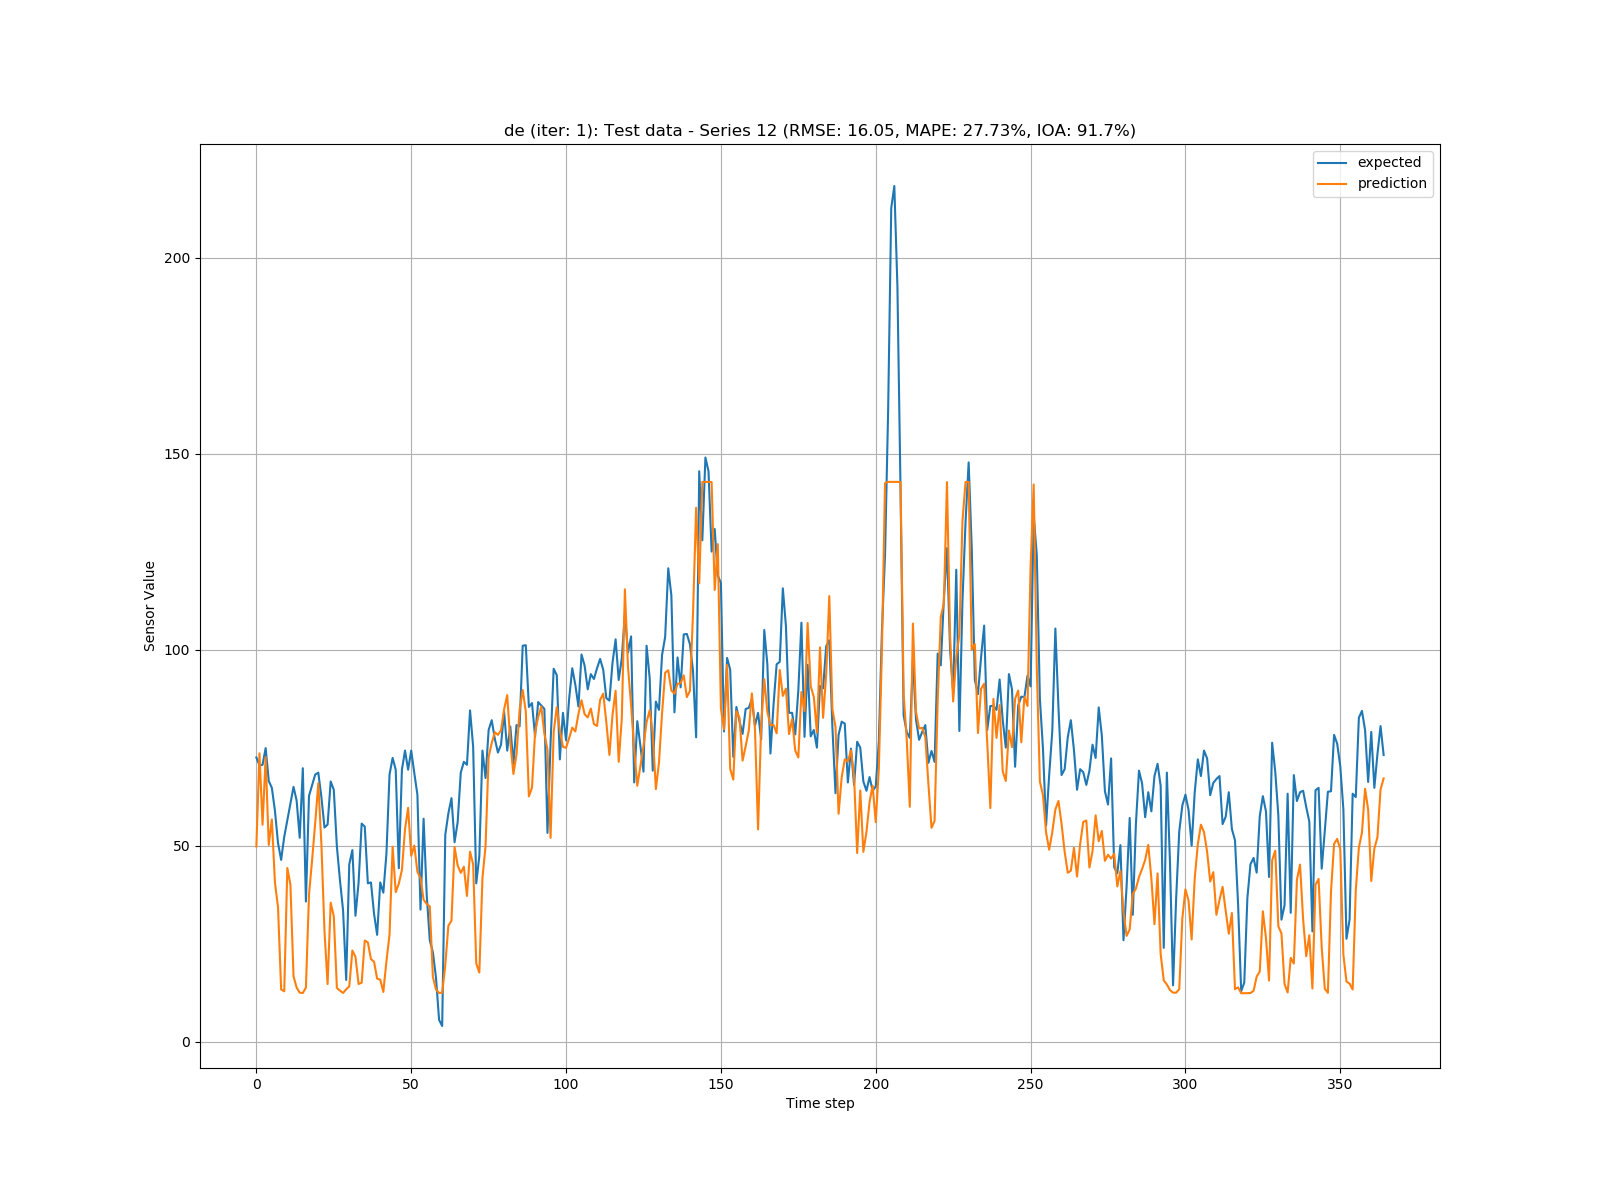 de (iter: 1): Test data - Series 12 (RMSE: 16.05, MAPE: 27.73%, IOA: 91.7%)
expected
prediction
200
150
100
50
0
Sensor Value
0 50 100 150 200 250 300 350
Time step